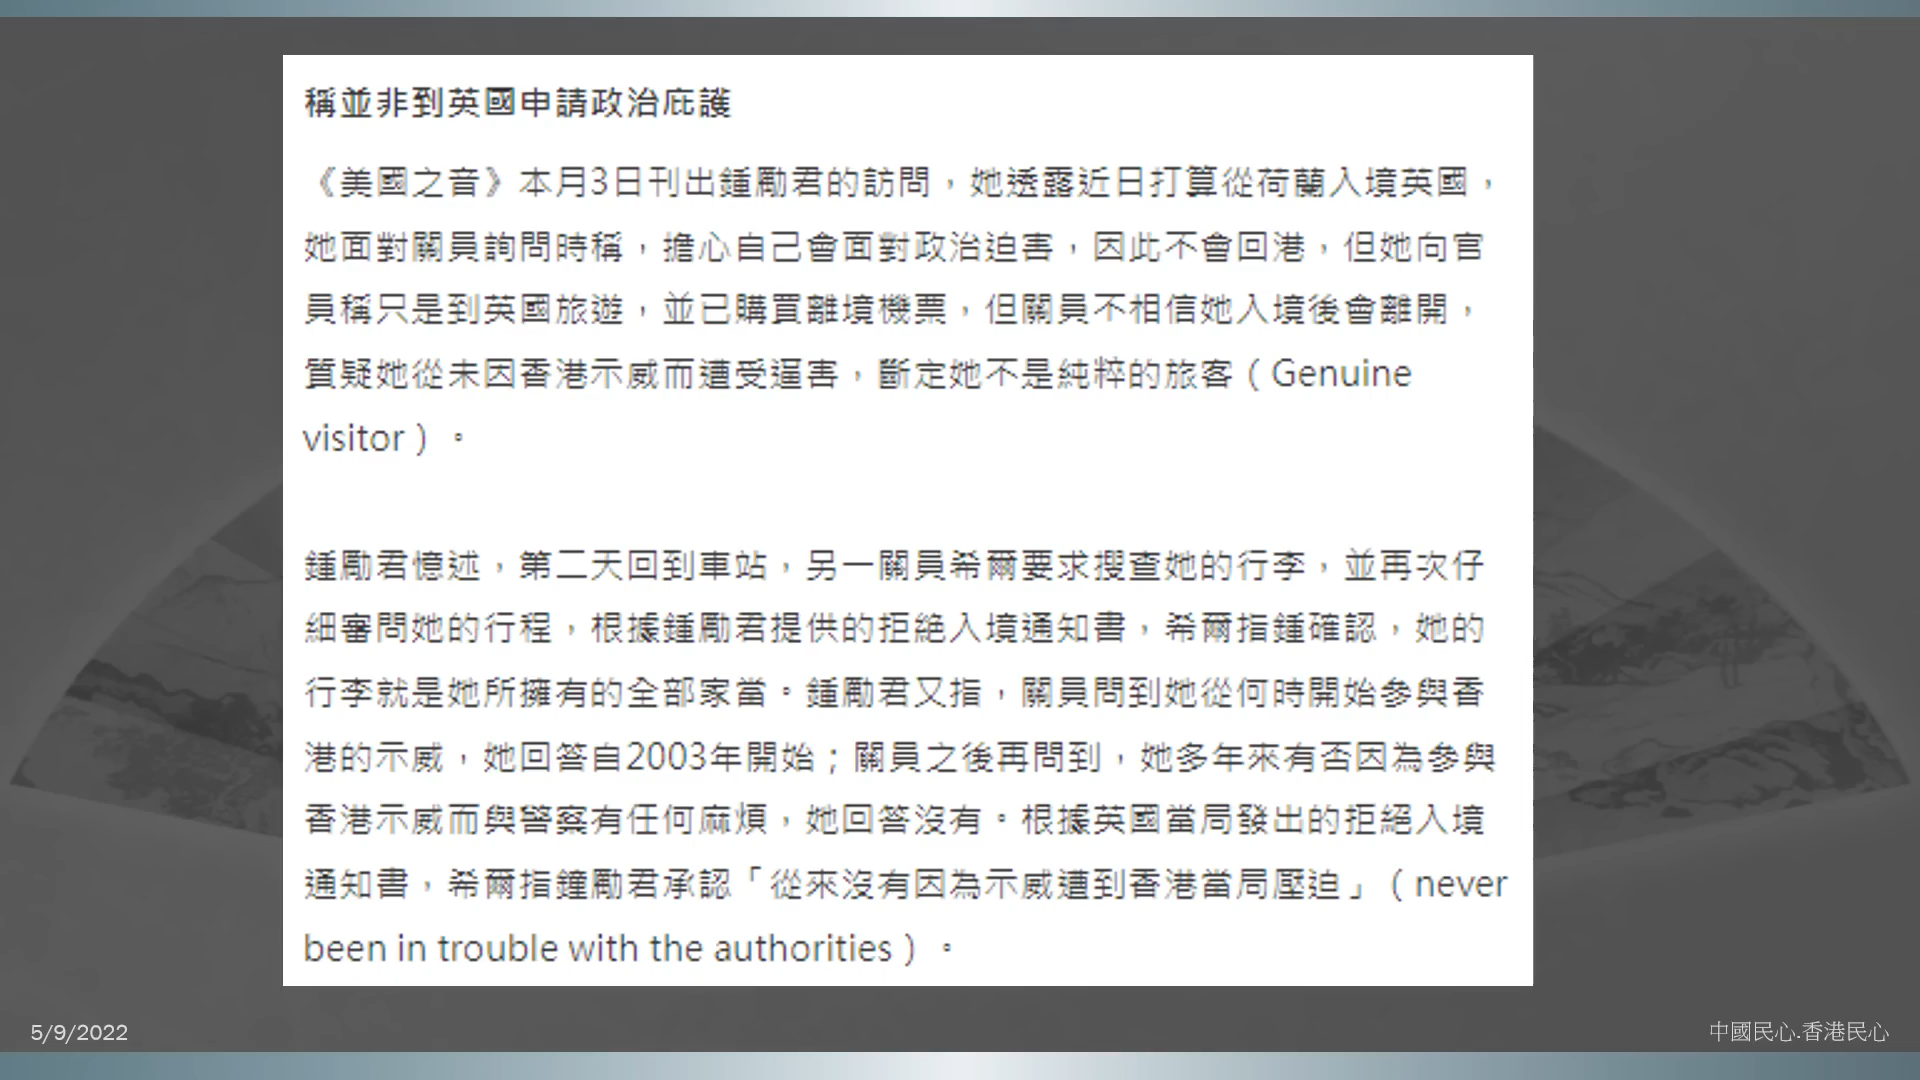 稱並非到英國申請政治庇護
《美國之音》本月3日刊出鍾勵君的訪問，她透露近日打算從荷蘭入境英國，
她面對關員詢問時稱，擔心自己會面對政治迫害，因此不會回港，但她向官
員稱只是到英國旅遊，並已購買離境機票，但關員不相信她入境後會離開，
質疑她從未因香港示威而遭受逼害，斷定她不是純粹的旅客（Genuine
visitor）。
鍾勵君憶述，第二天回到車站，另一關員希爾要求搜查她的行李，並再次仔
細審問她的行程，根據鍾勵君提供的拒絶入境通知書，希爾指鍾確認，她的
行李就是她所擁有的全部家當。鍾勵君又指，關員問到她從何時開始參與香
港的示威，她回答自2003年開始；關員之後再問到，她多年來有否因為參與
香港示威而與警察有任何麻煩，她回答沒有。根據英國當局發出的拒絕入境
通知書，希爾指鐘勵君承認「從來沒有因為示威遭到香港當局壓迫」（never
been in trouble with the authorities）。
5/9/2022
中國民心.香港民心